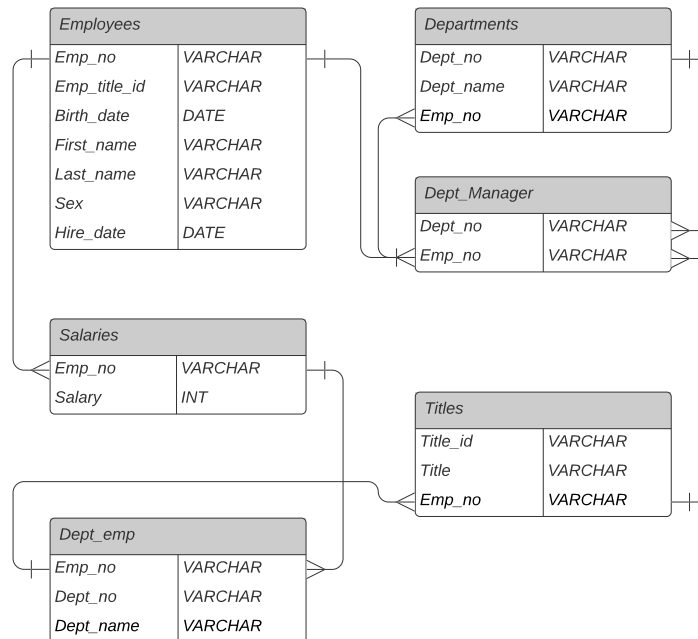 Employees
Emp_no VARCHAR
Emp_title_id VARCHAR
Birth_date DATE
First_name VARCHAR
Last_name VARCHAR
Sex VARCHAR
Hire_date DATE
Departments
Dept_no VARCHAR
Dept_name VARCHAR
Emp_no VARCHAR
Dept_Manager
Dept_no VARCHAR
Emp_no VARCHAR
Salaries
Emp_no VARCHAR
Salary INT
Titles
Title_id VARCHAR
Title VARCHAR
Emp_no VARCHAR
Dept_emp
Emp_no VARCHAR
Dept_no VARCHAR
Dept_name VARCHAR